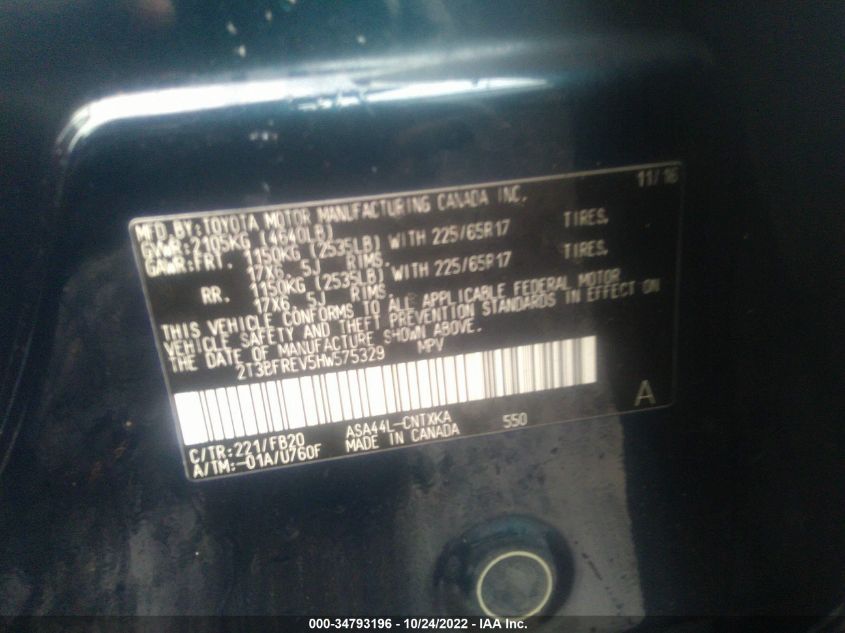 11/16
MFD.BY:TOYOTA MOTOR MANUFACTURING CANADA INC.
GVWR:2105KG (4640LB)
GAWR:FRT. 1150KG (2535LB) WITH 225/65R17 TIRES,
17X6.5J RIMS.
RR. 1150KG (2535LB) WITH 225/65R17 TIRES,
17X6.5J RIMS.
THIS VEHICLE CONFORMS TO ALL APPLICABLE FEDERAL MOTOR
VEHICLE SAFETY AND THEFT PREVENTION STANDARDS IN EFFECT ON
THE DATE OF MANUFACTURE SHOWN ABOVE.
2T3BFREV5HW575329 MPV
A
C/TR:221/FB20 ASA44L-CNTXKA 550
A/TM:-01A/U760F MADE IN CANADA
000-34793196 - 10/24/2022 - IAA Inc.